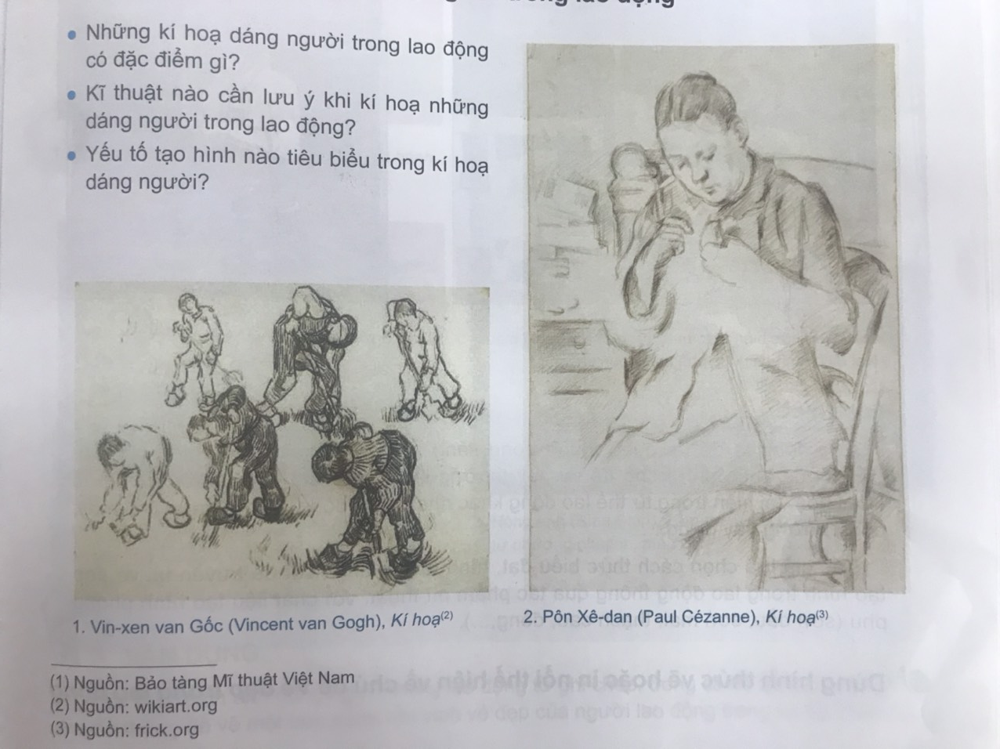 trong lao động
• Những kí hoạ dáng người trong lao động
có đặc điểm gì?
• Kĩ thuật nào cần lưu ý khi kí hoạ những
dáng người trong lao động?
• Yếu tố tạo hình nào tiêu biểu trong kí hoạ
dáng người?
1. Vin-xen van Gốc (Vincent van Gogh), Kí hoạ(2)
2. Pôn Xê-dan (Paul Cézanne), Kí hoạ(3)
(1) Nguồn: Bảo tàng Mĩ thuật Việt Nam
(2) Nguồn: wikiart.org
(3) Nguồn: frick.org